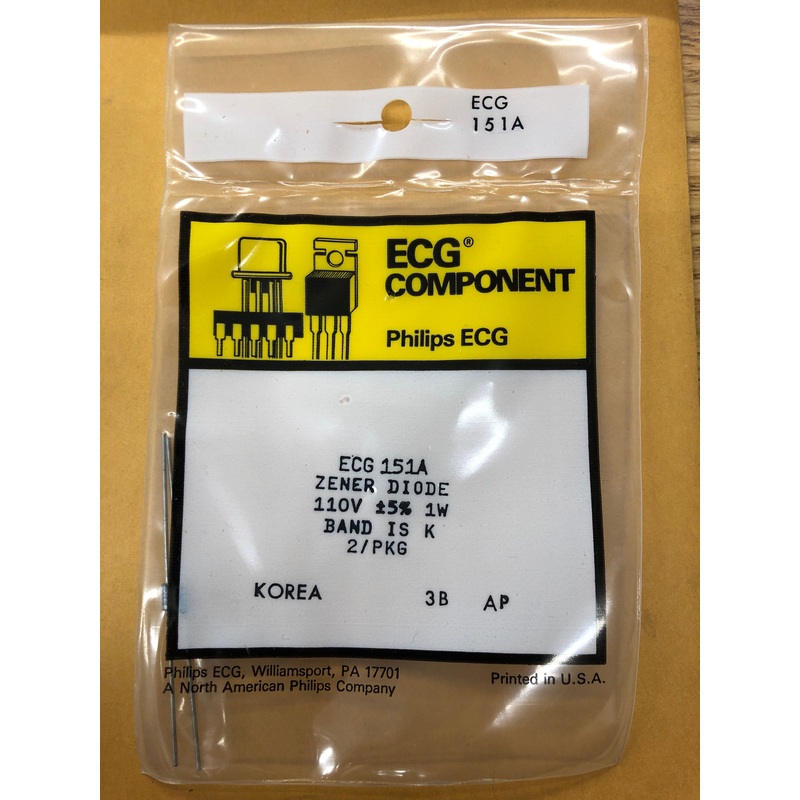 ECG
151A
ECG®
COMPONENT
Philips ECG
ECG 151A
ZENER DIODE
110V ±5% 1W
BAND IS K
2/PKG
KOREA 3B AP
Philips ECG, Williamsport, PA 17701
A North American Philips Company
Printed in U.S.A.